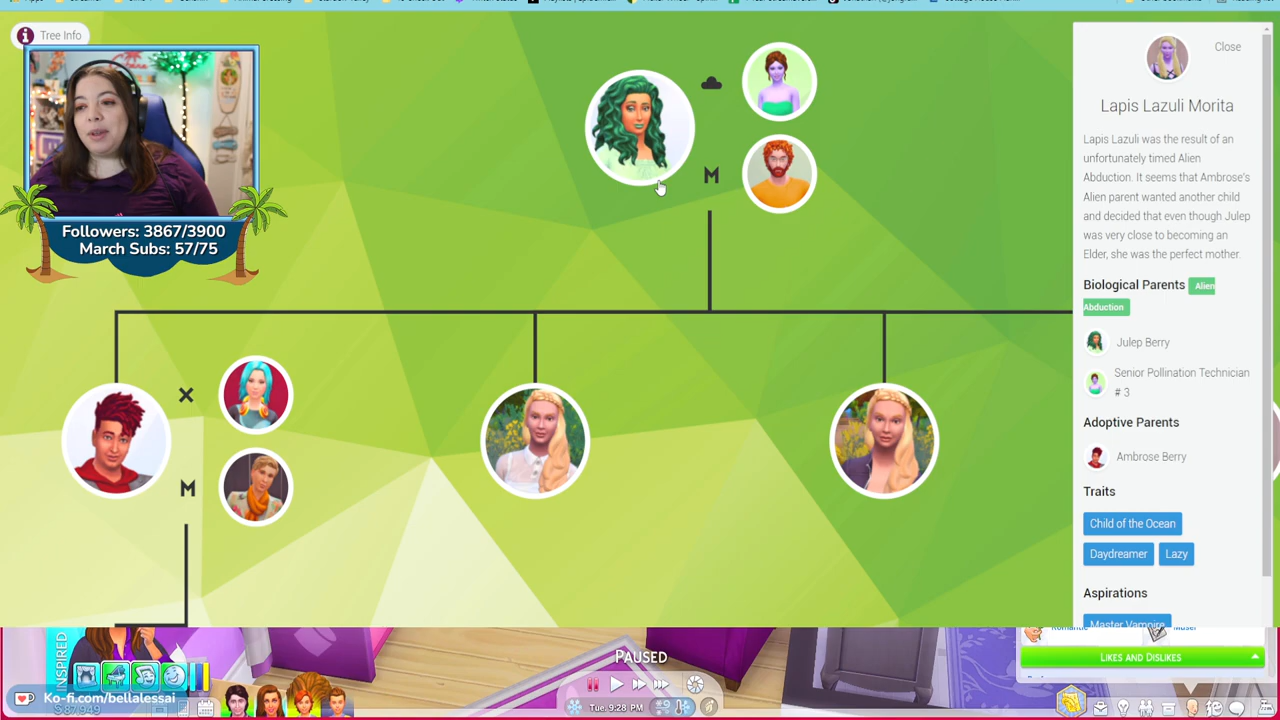 Tree Info
Followers: 3867/3900
March Subs: 57/75
M
X
M
Close
Lapis Lazuli Morita
Lapis Lazuli was the result of an
unfortunately timed Alien
Abduction. It seems that Ambrose's
Alien parent wanted another child
and decided that even though Julep
was very close to becoming an
Elder, she was the perfect mother.
Biological Parents Alien
Abduction
Julep Berry
Senior Pollination Technician
# 3
Adoptive Parents
Ambrose Berry
Traits
Child of the Ocean
Daydreamer Lazy
Aspirations
Master Vampire
INSPIRED
Ko-fi.com/bellalessai
PAUSED
Tue. 9:28 PM
Romantic
LIKES AND DISLIKES